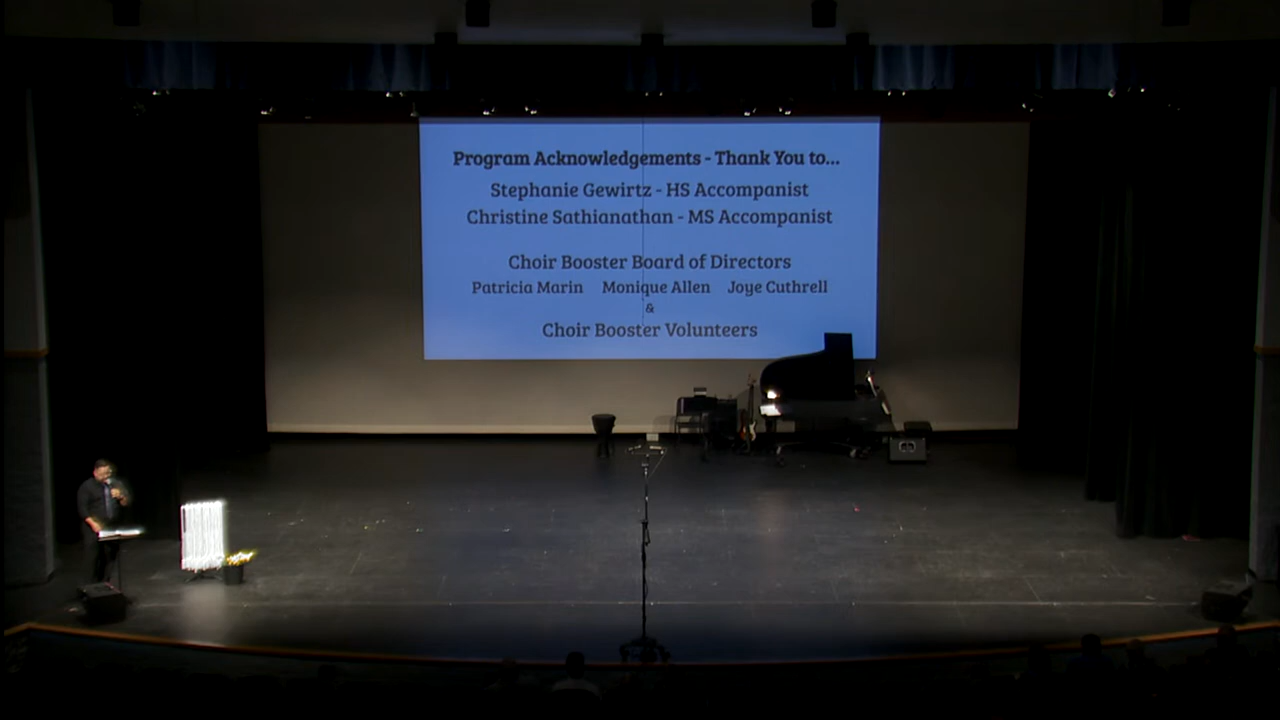 Program Acknowledgements - Thank You to...
Stephanie Gewirtz - HS Accompanist
Christine Sathianathan - MS Accompanist
Choir Booster Board of Directors
Patricia Marin Monique Allen Joye Cuthrell
&
Choir Booster Volunteers